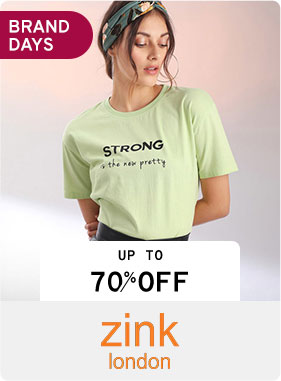 BRAND
DAYS
STRONG
is the new pretty
UP TO
70% OFF
zink
london